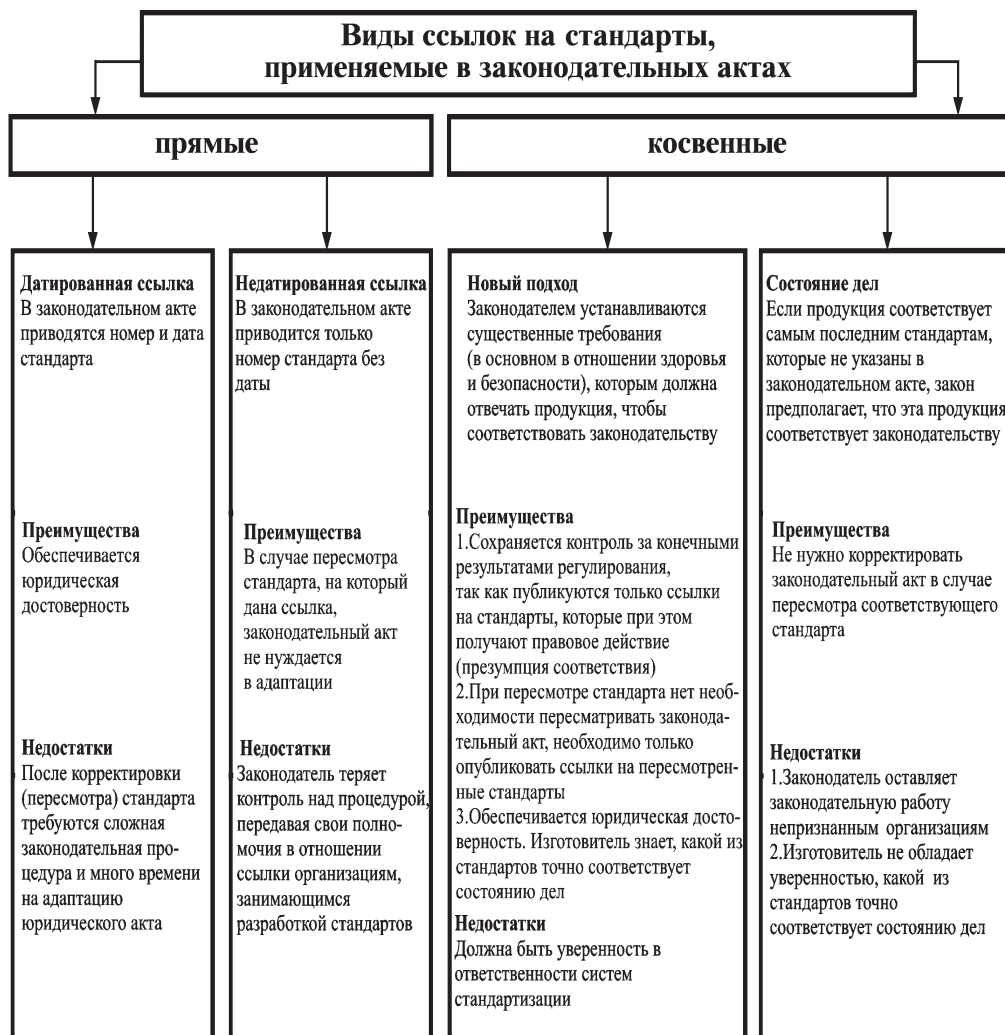 Виды ссылок на стандарты,
применяемые в законодательных актах
прямые
косвенные
Датированная ссылка
В законодательном акте
приводятся номер и дата
стандарта
Преимущества
Обеспечивается
юридическая
достоверность
Недостатки
После корректировки
(пересмотра) стандарта
требуются сложная
законодательная про-
цедура и много времени
на адаптацию
юридического акта
Недатированная ссылка
В законодательном акте
приводится только
номер стандарта без
даты
Преимущества
В случае пересмотра
стандарта, на который
дана ссылка,
законодательный акт
не нуждается
в адаптации
Недостатки
Законодатель теряет
контроль над процедурой,
передавая свои полно-
мочия в отношении
ссылки организациям,
занимающимся
разработкой стандартов
Новый подход
Законодателем устанавливаются
существенные требования
(в основном в отношении здоровья
и безопасности), которым должна
отвечать продукция, чтобы
соответствовать законодательству
Преимущества
1.Сохраняется контроль за конечными
результатами регулирования,
так как публикуются только ссылки
на стандарты, которые при этом
получают правовое действие
(презумпция соответствия)
2.При пересмотре стандарта нет необ-
ходимости пересматривать законода-
тельный акт, необходимо только
опубликовать ссылки на пересмотрен-
ные стандарты
3.Обеспечивается юридическая досто-
верность. Изготовитель знает, какой из
стандартов точно соответствует
состоянию дел
Недостатки
Должна быть уверенность в
ответственности систем
стандартизации
Состояние дел
Если продукция соответствует
самым последним стандартам,
которые не указаны в
законодательном акте, закон
предполагает, что эта продукция
соответствует законодательству
Преимущества
Не нужно корректировать
законодательный акт в случае
пересмотра соответствующего
стандарта
Недостатки
1.Законодатель оставляет
законодательную работу
непризнанным организациям
2.Изготовитель не обладает
уверенностью, какой из
стандартов точно
соответствует состоянию дел